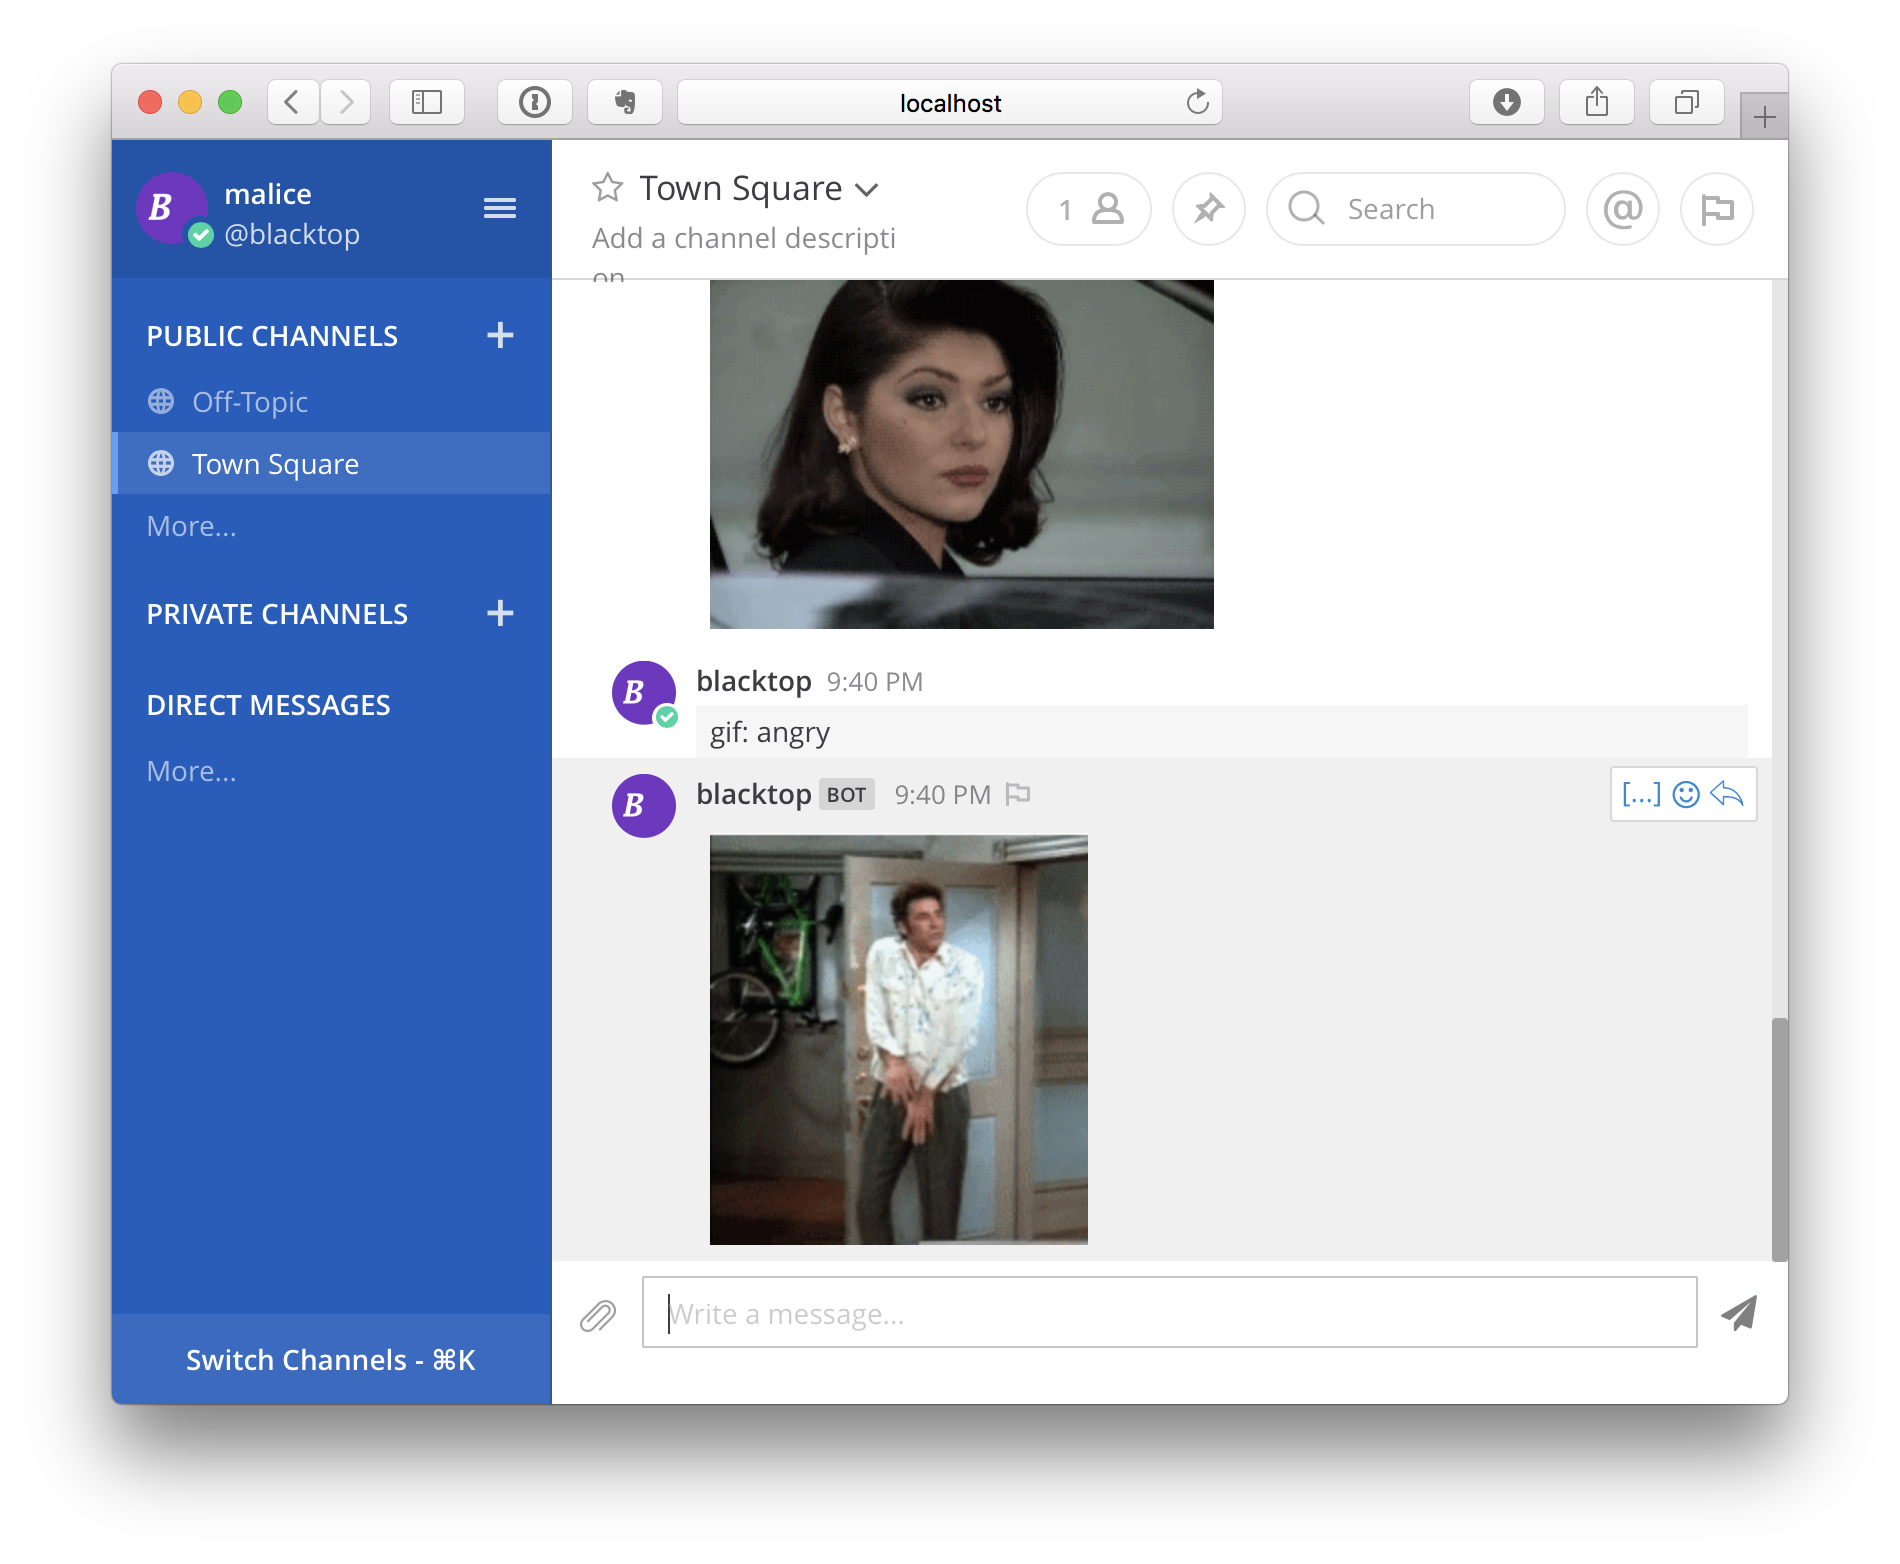 localhost
B
malice
@blacktop
PUBLIC CHANNELS
Off-Topic
Town Square
More...
PRIVATE CHANNELS
DIRECT MESSAGES
More...
Switch Channels - ⌘K
Town Square
Add a channel descripti
on
1
Search
@
B
blacktop 9:40 PM
gif: angry
B
blacktop BOT 9:40 PM
[...]
Write a message...